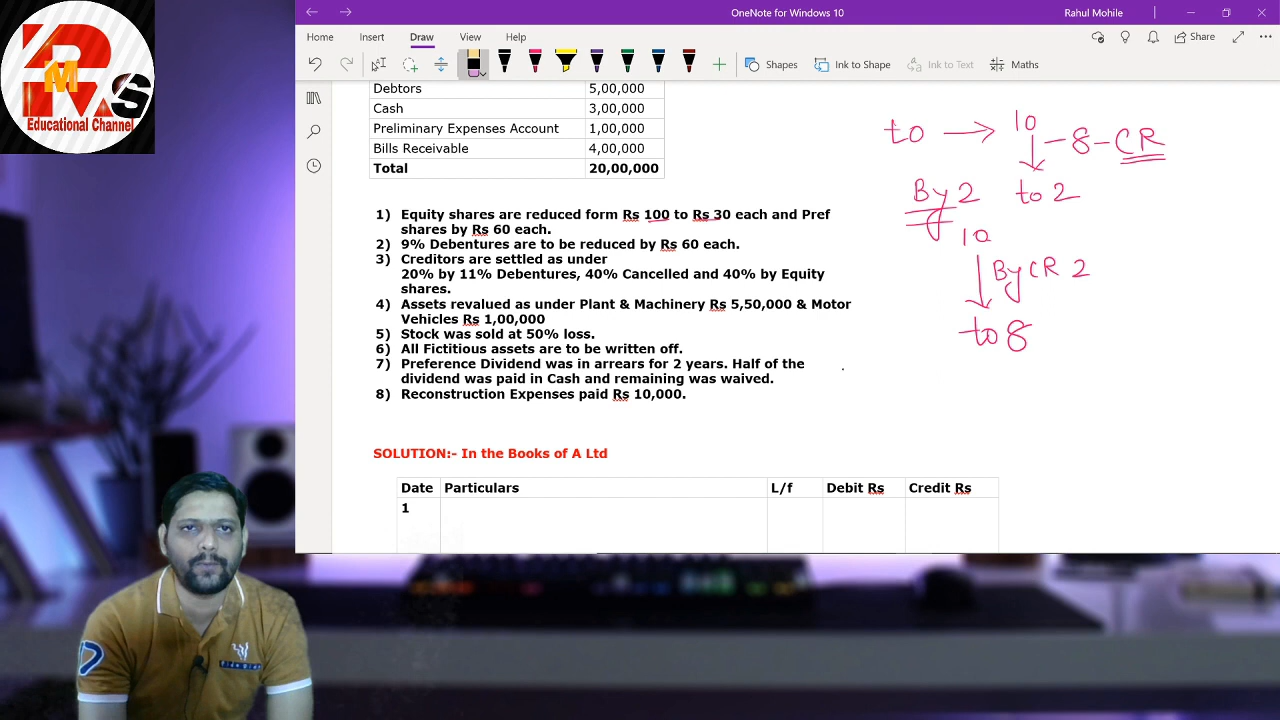 OneNote for Windows 10
Rahul Mohile
Home Insert Draw View Help
Share
Shapes Ink to Shape Ink to Text Maths
R
M
S
Educational Channel
Debtors 5,00,000
Cash 3,00,000
Preliminary Expenses Account 1,00,000
Bills Receivable 4,00,000
Total 20,00,000
to → 10 - 8 - CR
By 2 to 2
10
By CR 2
to 8
1) Equity shares are reduced form Rs 100 to Rs 30 each and Pref
shares by Rs 60 each.
2) 9% Debentures are to be reduced by Rs 60 each.
3) Creditors are settled as under
20% by 11% Debentures, 40% Cancelled and 40% by Equity
shares.
4) Assets revalued as under Plant & Machinery Rs 5,50,000 & Motor
Vehicles Rs 1,00,000
5) Stock was sold at 50% loss.
6) All Fictitious assets are to be written off.
7) Preference Dividend was in arrears for 2 years. Half of the
dividend was paid in Cash and remaining was waived.
8) Reconstruction Expenses paid Rs 10,000.
SOLUTION:- In the Books of A Ltd
Date Particulars L/f Debit Rs Credit Rs
1